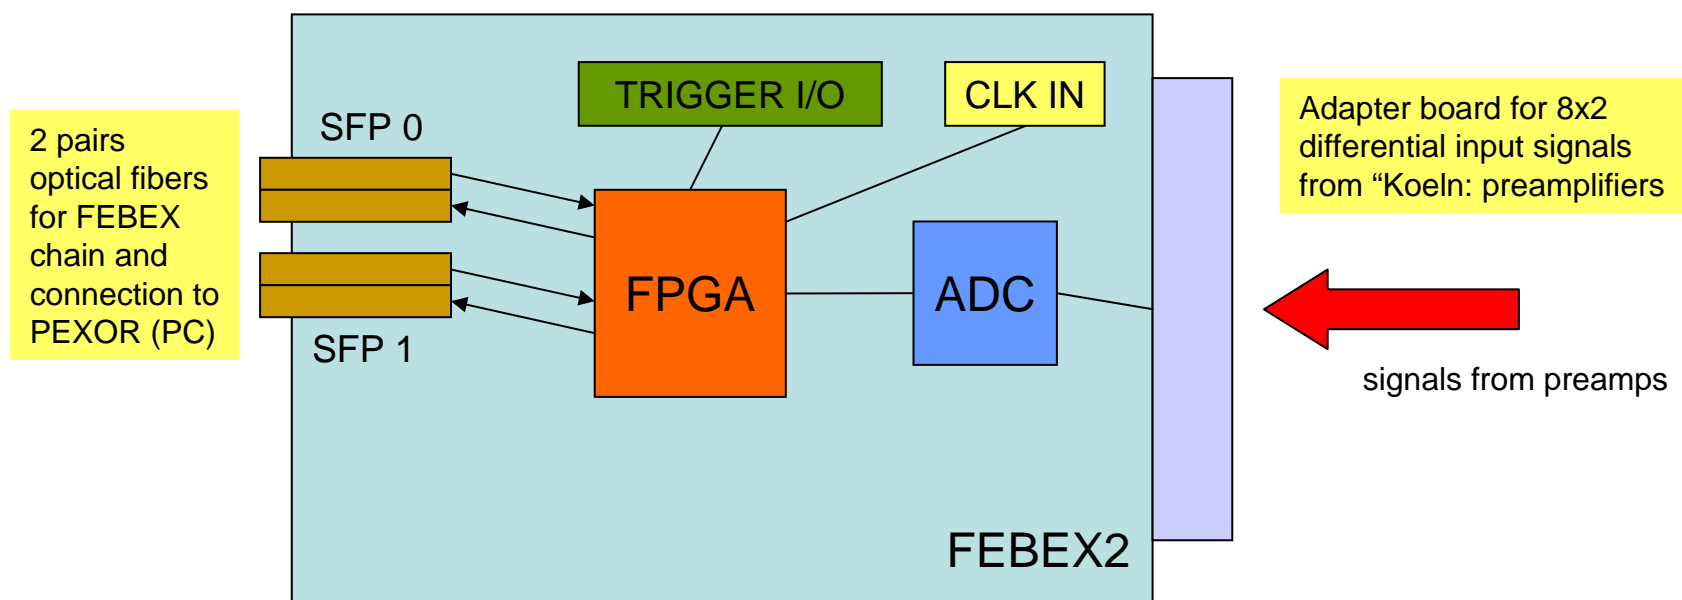 2 pairs
optical fibers
for FEBEX
chain and
connection to
PEXOR (PC)
SFP 0
SFP 1
TRIGGER I/O
CLK IN
FPGA
ADC
FEBEX2
Adapter board for 8x2
differential input signals
from “Koeln: preamplifiers
signals from preamps